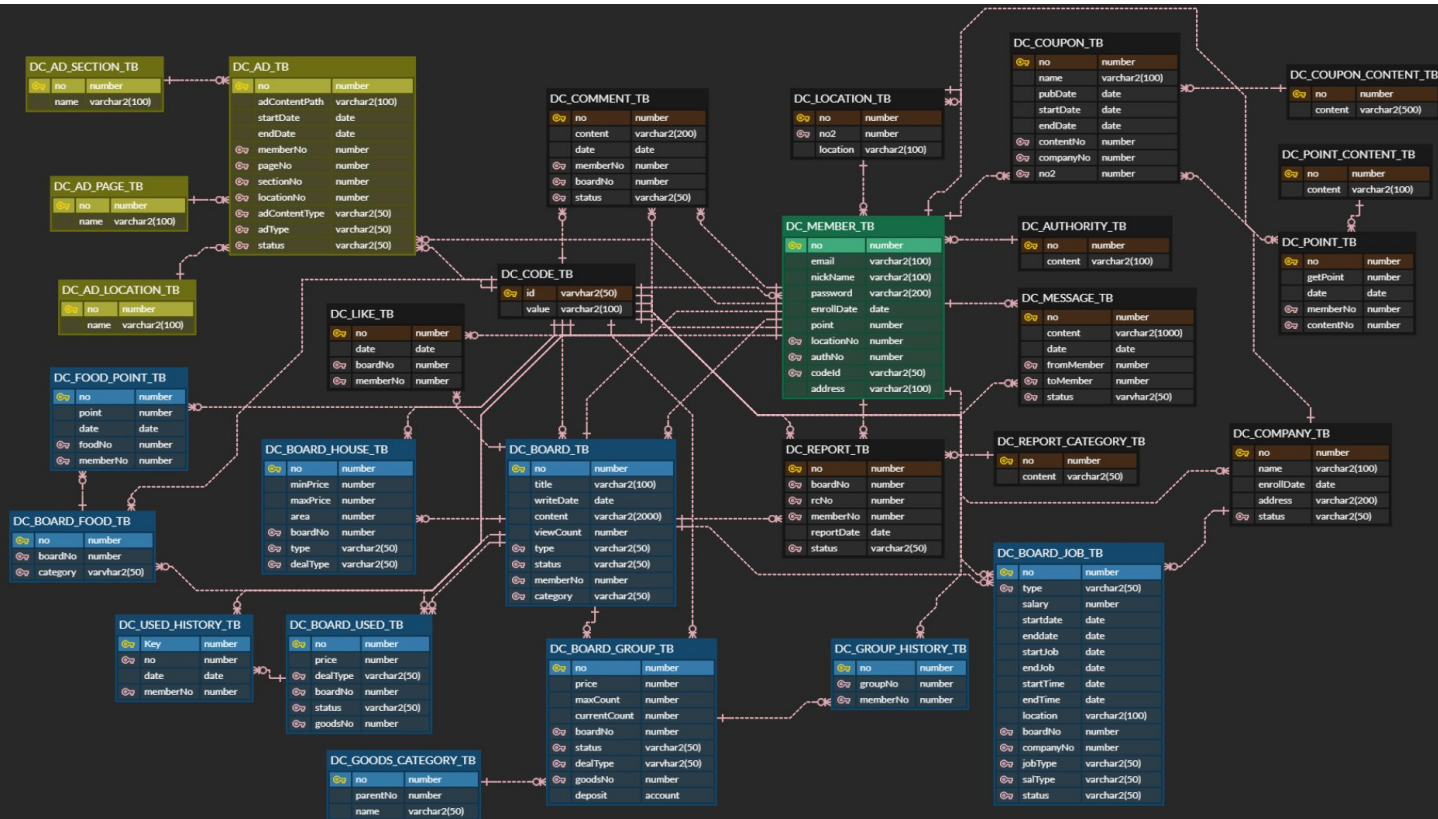 DC_AD_SECTION_TB
no number
name varchar2(100)
DC_AD_PAGE_TB
no number
name varchar2(100)
DC_AD_LOCATION_TB
no number
name varchar2(100)
DC_AD_TB
no number
adContentPath varchar2(100)
startDate date
endDate date
memberNo number
pageNo number
sectionNo number
locationNo number
adContentType varchar2(50)
adType varchar2(50)
status varchar2(50)
DC_COMMENT_TB
no number
content varchar2(200)
date date
memberNo number
boardNo number
status varchar2(50)
DC_LOCATION_TB
no number
no2 number
location varchar2(100)
DC_COUPON_TB
no number
name varchar2(100)
pubDate date
startDate date
endDate date
contentNo number
companyNo number
no2 number
DC_COUPON_CONTENT_TB
no number
content varchar2(500)
DC_POINT_CONTENT_TB
no number
content varchar2(100)
DC_POINT_TB
no number
getPoint number
date date
memberNo number
contentNo number
DC_MEMBER_TB
no number
email varchar2(100)
nickName varchar2(100)
password varchar2(200)
enrollDate date
point number
locationNo number
authNo number
codeId varchar2(50)
address varchar2(100)
DC_AUTHORITY_TB
no number
content varchar2(100)
DC_MESSAGE_TB
no number
content varchar2(1000)
date date
fromMember number
toMember number
status varvhar2(50)
DC_CODE_TB
id varvhar2(50)
value varchar2(100)
DC_LIKE_TB
no number
date date
boardNo number
memberNo number
DC_FOOD_POINT_TB
no number
point number
date date
foodNo number
memberNo number
DC_BOARD_FOOD_TB
no number
boardNo number
category varvhar2(50)
DC_BOARD_HOUSE_TB
no number
minPrice number
maxPrice number
area number
boardNo number
type varchar2(50)
dealType varchar2(50)
DC_BOARD_TB
no number
title varchar2(100)
writeDate date
content varchar2(2000)
viewCount number
type varchar2(50)
status varchar2(50)
memberNo number
category varchar2(50)
DC_REPORT_TB
no number
boardNo number
rcNo number
memberNo number
reportDate date
status varchar2(50)
DC_REPORT_CATEGORY_TB
no number
content varchar2(50)
DC_COMPANY_TB
no number
name varchar2(100)
enrollDate date
address varchar2(200)
status varchar2(50)
DC_USED_HISTORY_TB
Key number
no number
date date
memberNo number
DC_BOARD_USED_TB
no number
price number
dealType varchar2(50)
boardNo number
status varchar2(50)
goodsNo number
DC_BOARD_GROUP_TB
no number
price number
maxCount number
currentCount number
boardNo number
status varchar2(50)
dealType varvhar2(50)
goodsNo number
deposit account
DC_GROUP_HISTORY_TB
no number
groupNo number
memberNo number
DC_BOARD_JOB_TB
no number
type varchar2(50)
salary number
startdate date
enddate date
startJob date
endJob date
startTime date
endTime date
location varchar2(100)
boardNo number
companyNo number
jobType varchar2(50)
salType varchar2(50)
status varchar2(50)
DC_GOODS_CATEGORY_TB
no number
parentNo number
name varchar2(50)